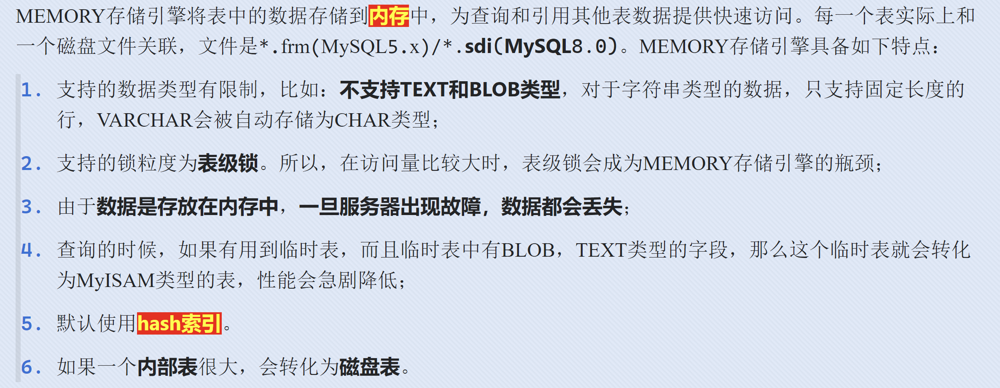 MEMORY存储引擎将表中的数据存储到内存中，为查询和引用其他表数据提供快速访问。每一个表实际上和
一个磁盘文件关联，文件是*.frm(MySQL5.x)/*.sdi(MySQL8.0)。MEMORY存储引擎具备如下特点：
1. 支持的数据类型有限制，比如：不支持TEXT和BLOB类型，对于字符串类型的数据，只支持固定长度的
行，VARCHAR会被自动存储为CHAR类型；
2. 支持的锁粒度为表级锁。所以，在访问量比较大时，表级锁会成为MEMORY存储引擎的瓶颈；
3. 由于数据是存放在内存中，一旦服务器出现故障，数据都会丢失；
4. 查询的时候，如果有用到临时表，而且临时表中有BLOB，TEXT类型的字段，那么这个临时表就会转化
为MyISAM类型的表，性能会急剧降低；
5. 默认使用hash索引。
6. 如果一个内部表很大，会转化为磁盘表。